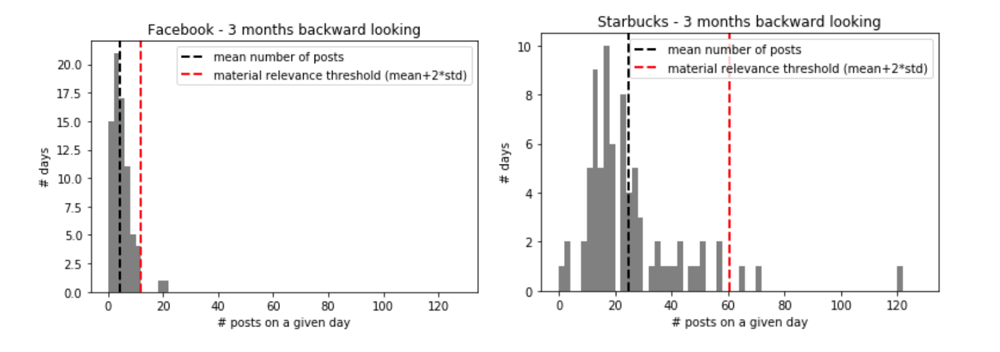 Facebook - 3 months backward looking
mean number of posts
material relevance threshold (mean+2*std)
# days
20.0
17.5
15.0
12.5
10.0
7.5
5.0
2.5
0.0
0 20 40 60 80 100 120
# posts on a given day
Starbucks - 3 months backward looking
mean number of posts
material relevance threshold (mean+2*std)
# days
10
8
6
4
2
0
0 20 40 60 80 100 120
# posts on a given day